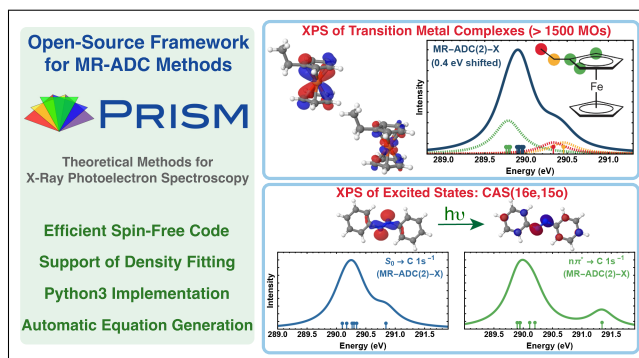 Open-Source Framework
for MR-ADC Methods
PRISM
Theoretical Methods for
X-Ray Photoelectron Spectroscopy
Efficient Spin-Free Code
Support of Density Fitting
Python3 Implementation
Automatic Equation Generation
XPS of Transition Metal Complexes (> 1500 MOs)
MR-ADC(2)-X
(0.4 eV shifted)
Fe
Intensity
289.0 289.5 290.0 290.5 291.0
Energy (eV)
XPS of Excited States: CAS(16e,15o)
hυ
S₀ → C 1s⁻¹
(MR-ADC(2)-X)
Intensity
289.0 289.5 290.0 290.5 291.0 291.5
Energy (eV)
nπ* → C 1s⁻¹
(MR-ADC(2)-X)
289.0 289.5 290.0 290.5 291.0 291.5
Energy (eV)